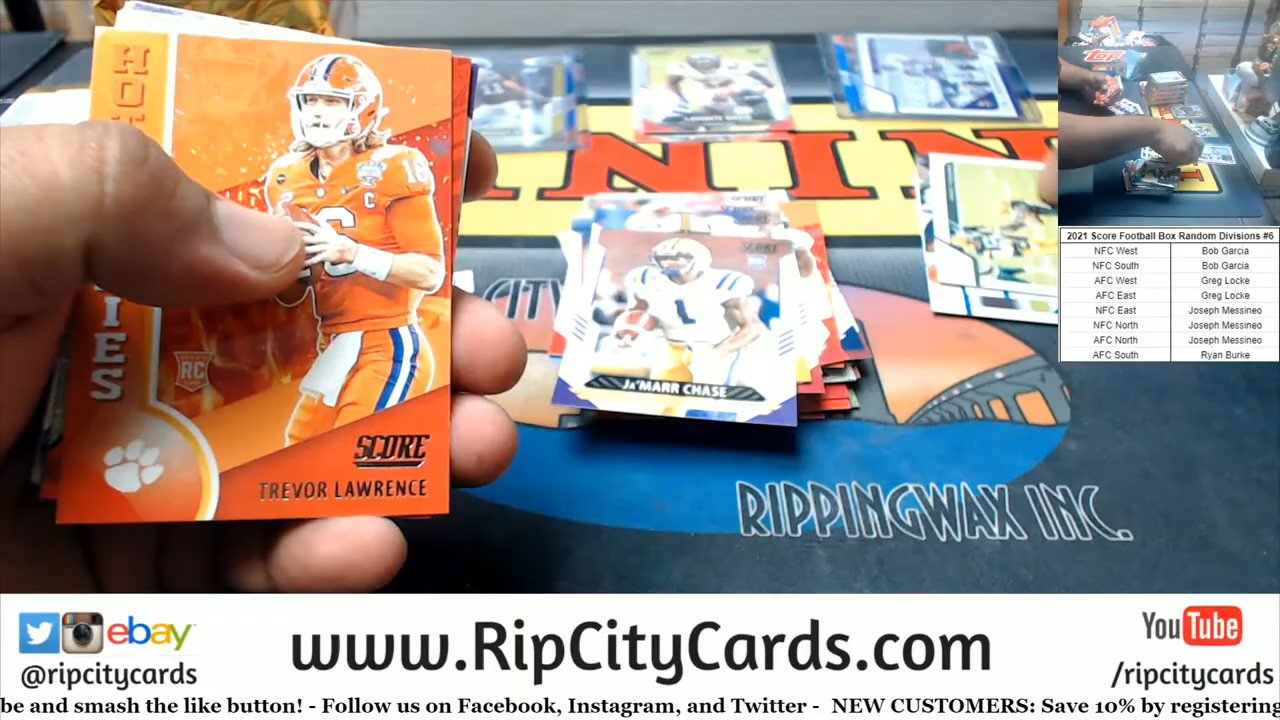 HOT
IES
RC
SCORE
TREVOR LAWRENCE
SCORE
JA'MARR CHASE
1
16
C
CITY
RIPPINGWAX INC.
2021 Score Football Box Random Divisions #6
NFC West Bob Garcia
NFC South Bob Garcia
AFC West Greg Locke
AFC East Greg Locke
NFC East Joseph Messineo
NFC North Joseph Messineo
AFC North Joseph Messineo
AFC South Ryan Burke
ebay
@ripcitycards
www.RipCityCards.com
YouTube
/ripcitycards
be and smash the like button! - Follow us on Facebook, Instagram, and Twitter - NEW CUSTOMERS: Save 10% by registering